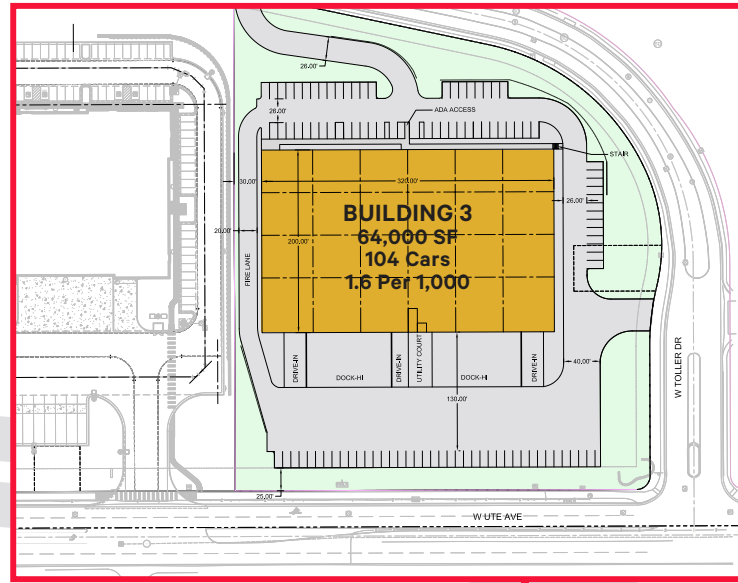 26.00'
26.00'
ADA ACCESS
STAIR
30.00'
320.00'
26.00'
BUILDING 3
64,000 SF
104 Cars
1.6 Per 1,000
200.00'
20.00'
FIRE LANE
DRIVE-IN
DOCK-HI
DRIVE-IN
UTILITY COURT
DOCK-HI
DRIVE-IN
40.00'
130.00'
W TOLLER DR
25.00'
W UTE AVE